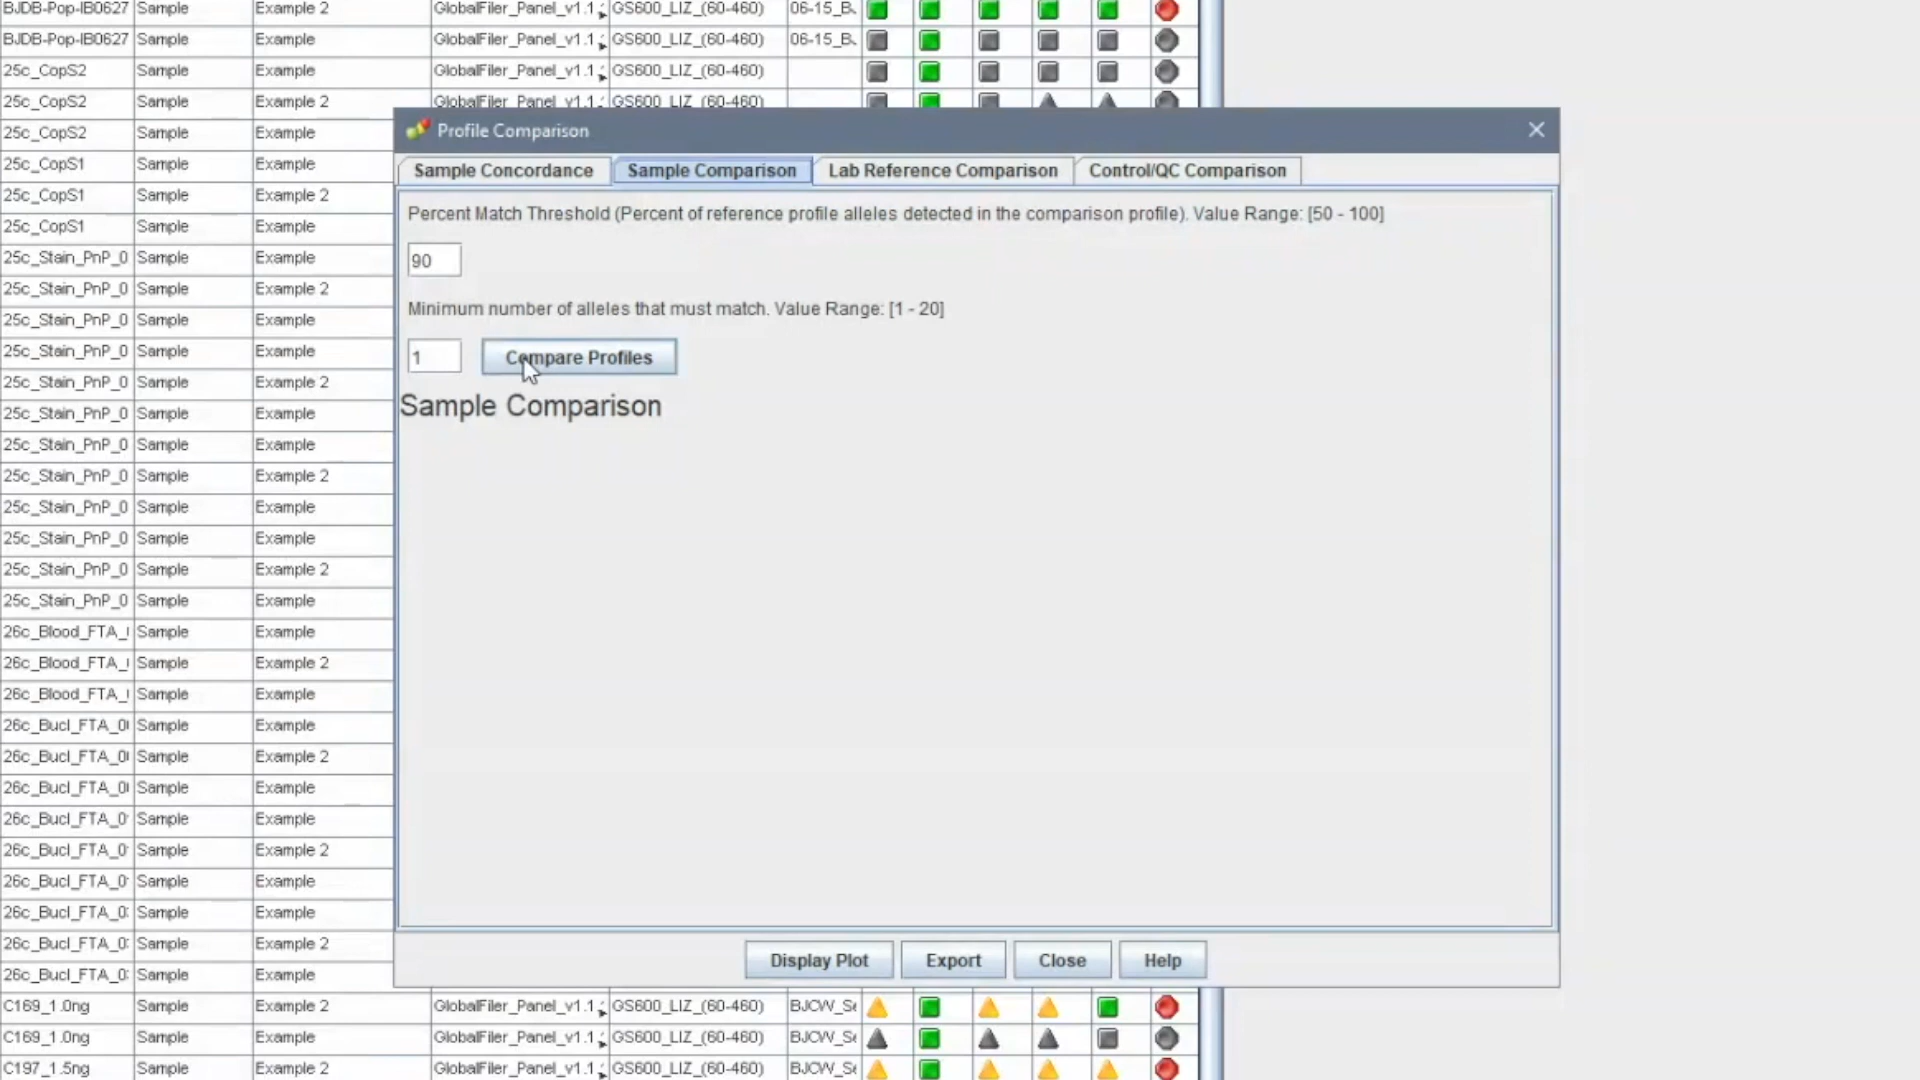 BJDB-Pop-IB0627 Sample Example 2 GlobalFiler_Panel_v1.1 GS600_LIZ_(60-460) 06-15_B
BJDB-Pop-IB0627 Sample Example GlobalFiler_Panel_v1.1 GS600_LIZ_(60-460) 06-15_B
25c_CopS2 Sample Example GlobalFiler_Panel_v1.1 GS600_LIZ_(60-460)
25c_CopS2 Sample Example 2 GlobalFiler_Panel_v1.1 GS600_LIZ_(60-460)
Profile Comparison
25c_CopS2 Sample Example
Sample Concordance Sample Comparison Lab Reference Comparison Control/QC Comparison
25c_CopS1 Sample Example
25c_CopS1 Sample Example 2
Percent Match Threshold (Percent of reference profile alleles detected in the comparison profile). Value Range: [50 - 100]
25c_CopS1 Sample Example
25c_Stain_PnP_0 Sample Example
90
25c_Stain_PnP_0 Sample Example 2
Minimum number of alleles that must match. Value Range: [1 - 20]
25c_Stain_PnP_0 Sample Example
25c_Stain_PnP_0 Sample Example
1 Compare Profiles
25c_Stain_PnP_0 Sample Example 2
Sample Comparison
25c_Stain_PnP_0 Sample Example
25c_Stain_PnP_0 Sample Example
25c_Stain_PnP_0 Sample Example 2
25c_Stain_PnP_0 Sample Example
25c_Stain_PnP_0 Sample Example
25c_Stain_PnP_0 Sample Example 2
25c_Stain_PnP_0 Sample Example
26c_Blood_FTA_ Sample Example
26c_Blood_FTA_ Sample Example 2
26c_Blood_FTA_ Sample Example
26c_Bucl_FTA_0 Sample Example
26c_Bucl_FTA_0 Sample Example 2
26c_Bucl_FTA_0 Sample Example
26c_Bucl_FTA_0 Sample Example
26c_Bucl_FTA_0 Sample Example 2
26c_Bucl_FTA_0 Sample Example
26c_Bucl_FTA_0 Sample Example
26c_Bucl_FTA_0 Sample Example 2
Display Plot Export Close Help
26c_Bucl_FTA_0 Sample Example
C169_1.0ng Sample Example 2 GlobalFiler_Panel_v1.1 GS600_LIZ_(60-460) BJCW_S
C169_1.0ng Sample Example GlobalFiler_Panel_v1.1 GS600_LIZ_(60-460) BJCW_S
C197_1.5ng Sample Example 2 GlobalFiler_Panel_v1.1 GS600_LIZ_(60-460) BJCW_S